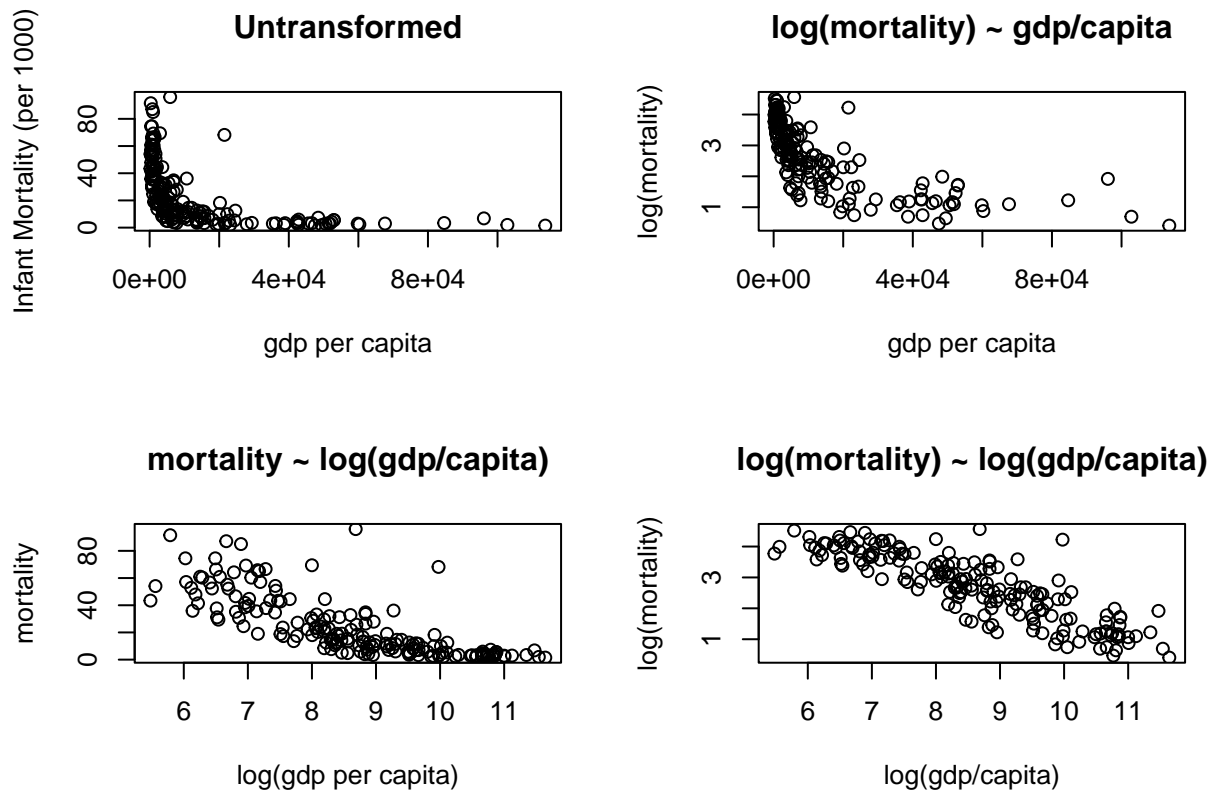 Untransformed
Infant Mortality (per 1000)
80
40
0
0e+00 4e+04 8e+04
gdp per capita
log(mortality) ~ gdp/capita
log(mortality)
3
1
0e+00 4e+04 8e+04
gdp per capita
mortality ~ log(gdp/capita)
mortality
80
40
0
6 7 8 9 10 11
log(gdp per capita)
log(mortality) ~ log(gdp/capita)
log(mortality)
3
1
6 7 8 9 10 11
log(gdp/capita)